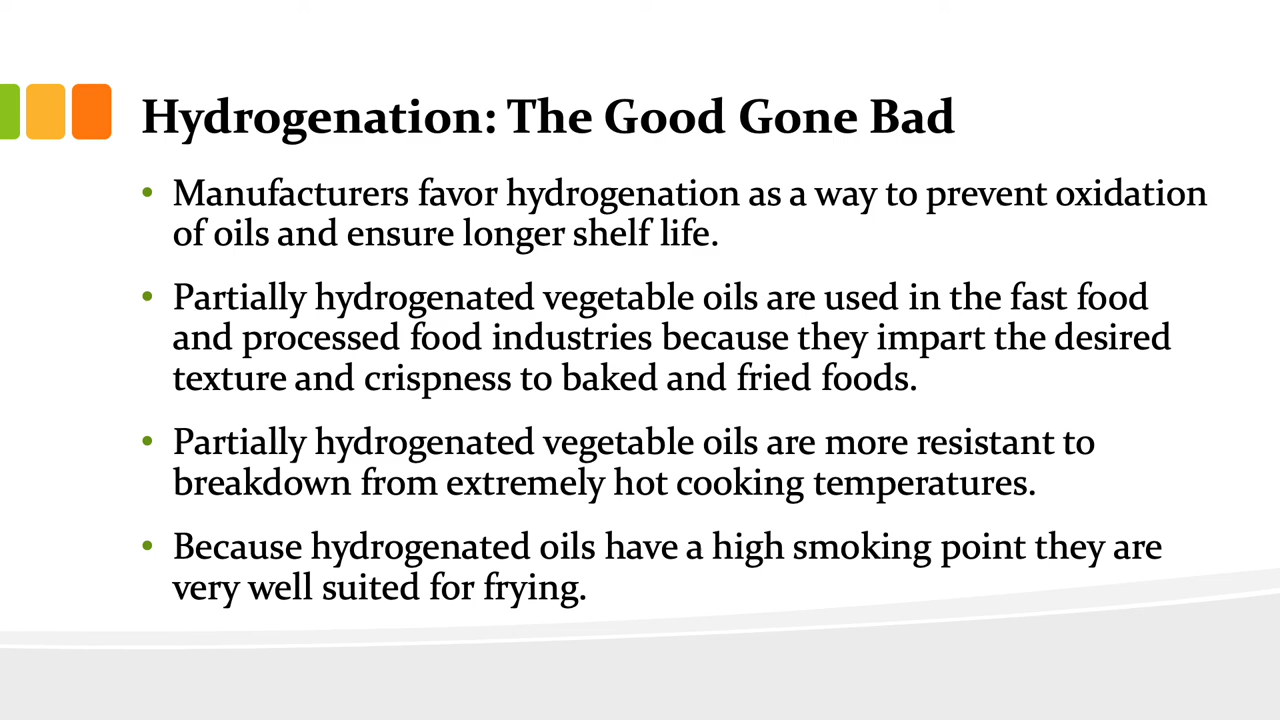 Hydrogenation: The Good Gone Bad
• Manufacturers favor hydrogenation as a way to prevent oxidation
of oils and ensure longer shelf life.
• Partially hydrogenated vegetable oils are used in the fast food
and processed food industries because they impart the desired
texture and crispness to baked and fried foods.
• Partially hydrogenated vegetable oils are more resistant to
breakdown from extremely hot cooking temperatures.
• Because hydrogenated oils have a high smoking point they are
very well suited for frying.